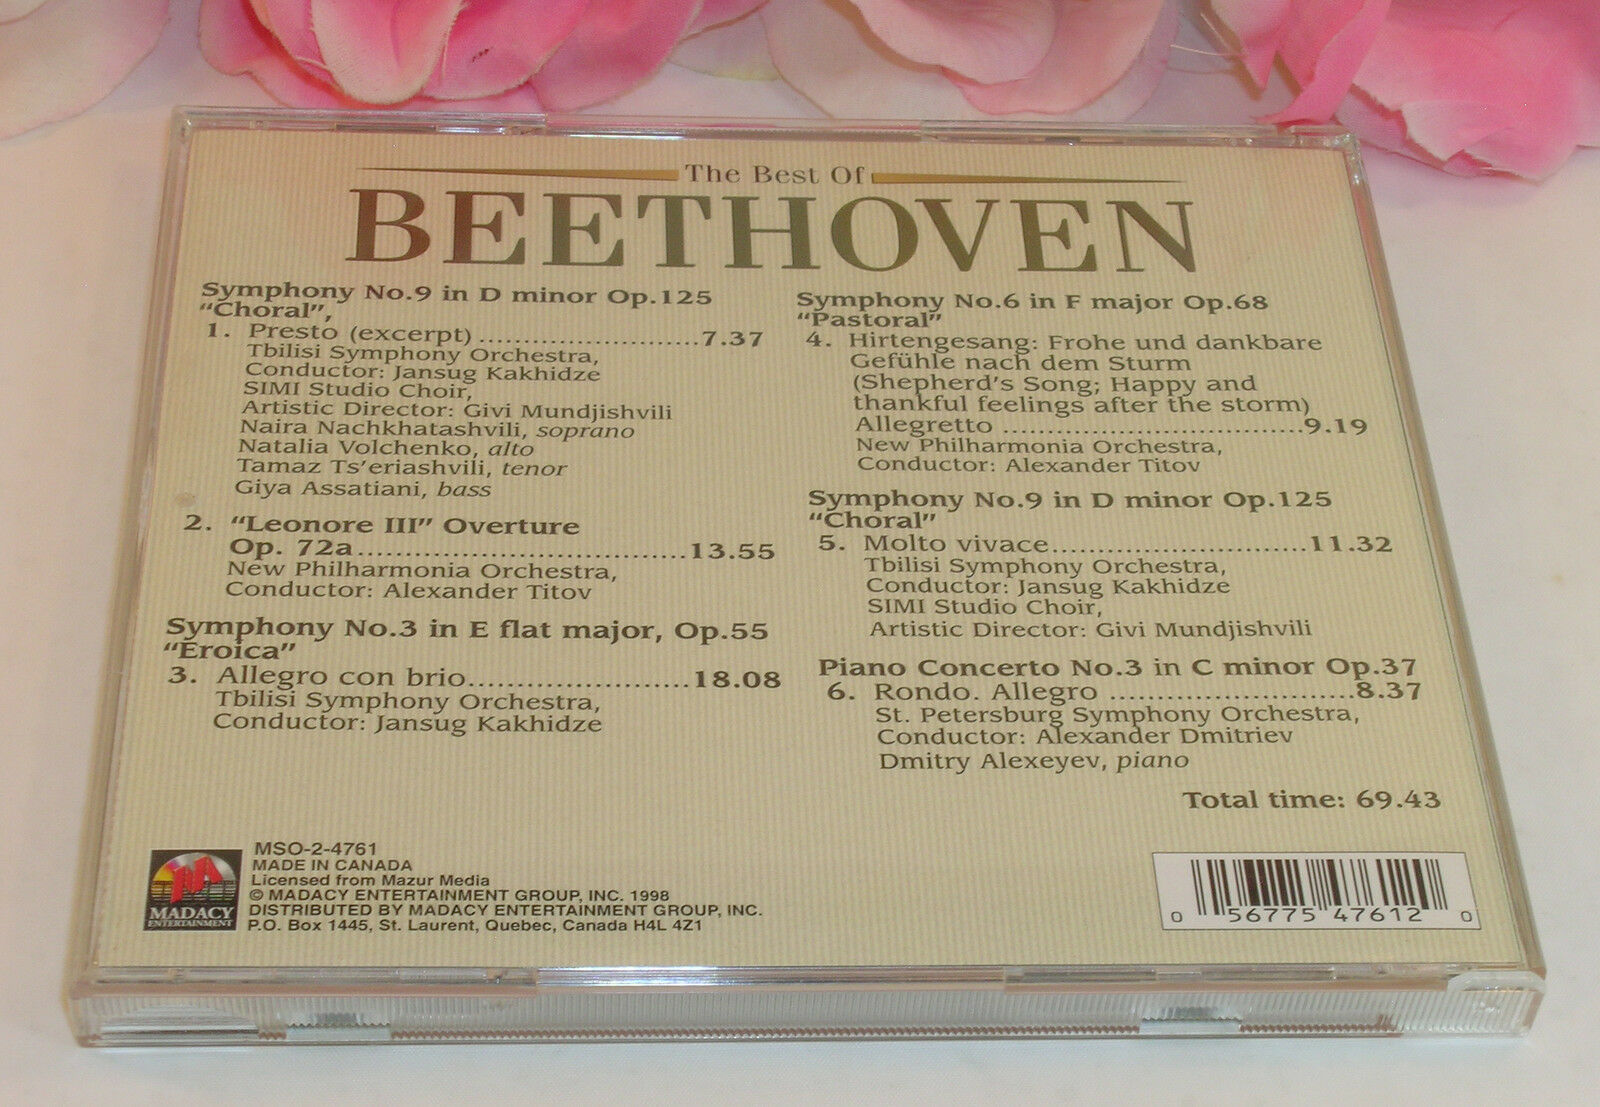 The Best Of
BEETHOVEN
Symphony No.9 in D minor Op.125
“Choral”,
1. Presto (excerpt)..........................7.37
Tbilisi Symphony Orchestra,
Conductor: Jansug Kakhidze
SIMI Studio Choir,
Artistic Director: Givi Mundjishvili
Naira Nachkhatashvili, soprano
Natalia Volchenko, alto
Tamaz Ts’eriashvili, tenor
Giya Assatiani, bass
2. “Leonore III” Overture
Op. 72a....................................13.55
New Philharmonia Orchestra,
Conductor: Alexander Titov
Symphony No.3 in E flat major, Op.55
“Eroica”
3. Allegro con brio........................18.08
Tbilisi Symphony Orchestra,
Conductor: Jansug Kakhidze
Symphony No.6 in F major Op.68
“Pastoral”
4. Hirtengesang: Frohe und dankbare
Gefühle nach dem Sturm
(Shepherd’s Song; Happy and
thankful feelings after the storm)
Allegretto .................................9.19
New Philharmonia Orchestra,
Conductor: Alexander Titov
Symphony No.9 in D minor Op.125
“Choral”
5. Molto vivace............................11.32
Tbilisi Symphony Orchestra,
Conductor: Jansug Kakhidze
SIMI Studio Choir,
Artistic Director: Givi Mundjishvili
Piano Concerto No.3 in C minor Op.37
6. Rondo. Allegro ..........................8.37
St. Petersburg Symphony Orchestra,
Conductor: Alexander Dmitriev
Dmitry Alexeyev, piano
Total time: 69.43
MADACY
ENTERTAINMENT
MSO-2-4761
MADE IN CANADA
Licensed from Mazur Media
© MADACY ENTERTAINMENT GROUP, INC. 1998
DISTRIBUTED BY MADACY ENTERTAINMENT GROUP, INC.
P.O. Box 1445, St. Laurent, Quebec, Canada H4L 4Z1
0 56775 47612 0